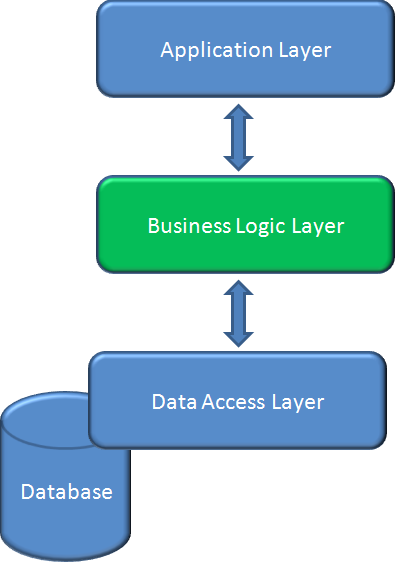 Application Layer
Business Logic Layer
Data Access Layer
Database